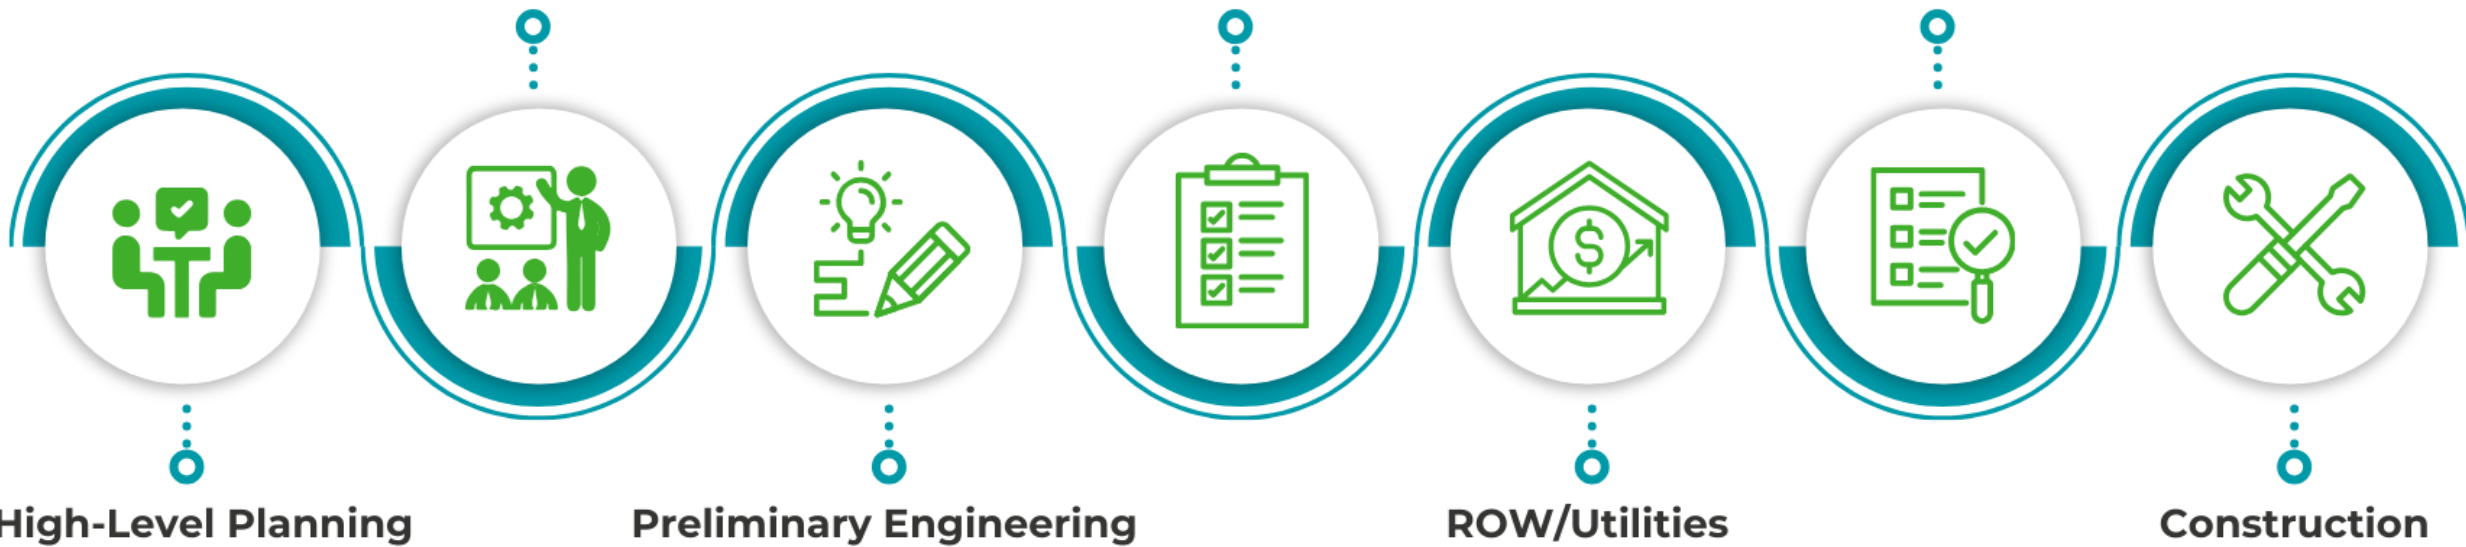 High-Level Planning
Preliminary Engineering
ROW/Utilities
Construction